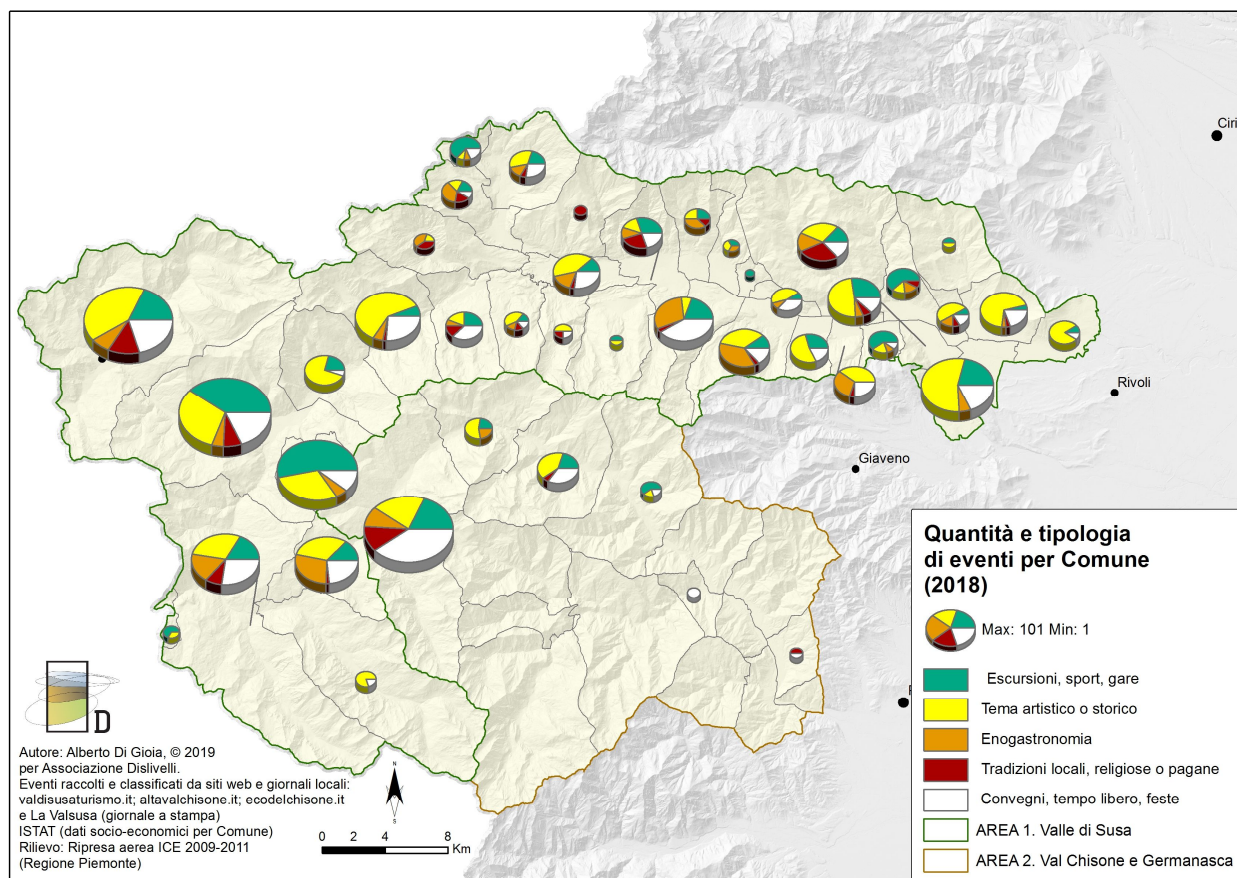 Ciri
Rivoli
Giaveno
Quantità e tipologia
di eventi per Comune
(2018)
Max: 101 Min: 1
Escursioni, sport, gare
Tema artistico o storico
Enogastronomia
Tradizioni locali, religiose o pagane
Convegni, tempo libero, feste
AREA 1. Valle di Susa
AREA 2. Val Chisone e Germanasca
D
Autore: Alberto Di Gioia, © 2019
per Associazione Dislivelli.
Eventi raccolti e classificati da siti web e giornali locali:
valdisusaturismo.it; altavalchisone.it; ecodelchisone.it
e La Valsusa (giornale a stampa)
ISTAT (dati socio-economici per Comune)
Rilievo: Ripresa aerea ICE 2009-2011
(Regione Piemonte)
N
S
0 2 4 8
Km